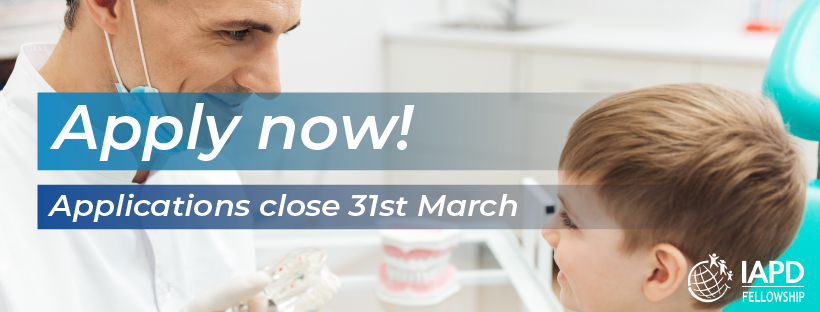 Apply now!
Applications close 31st March
IAPD
FELLOWSHIP